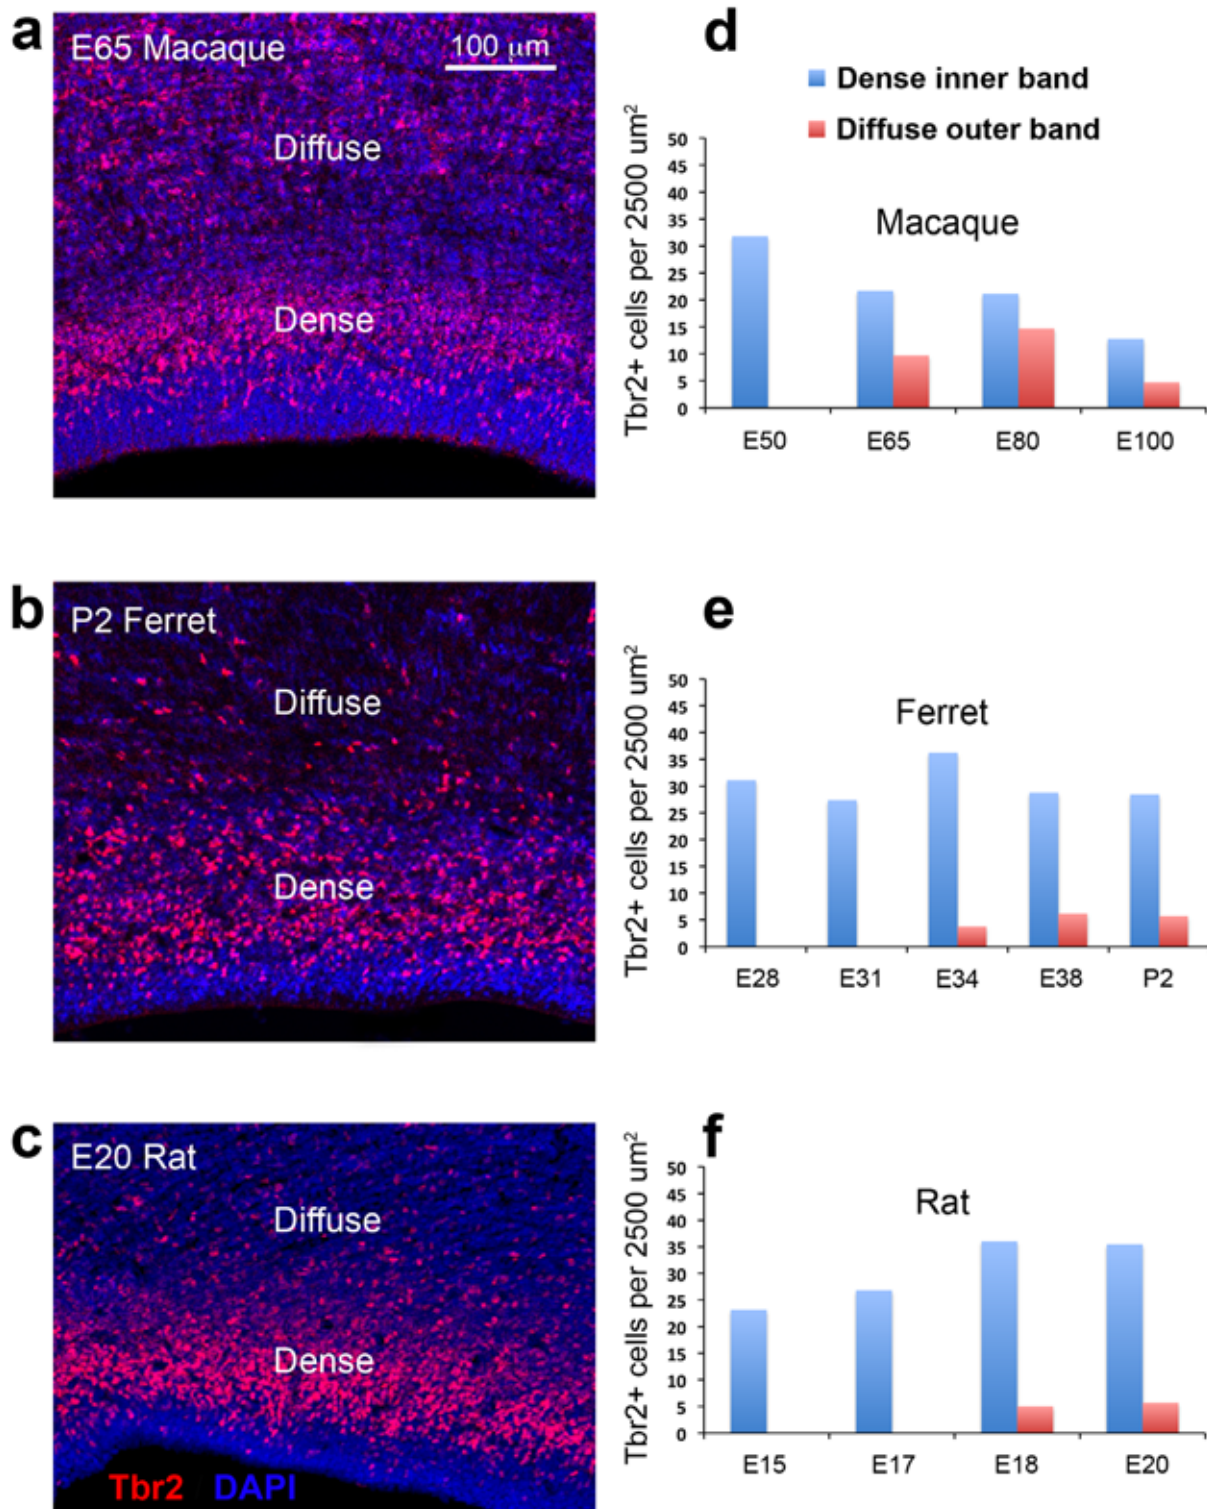 a
E65 Macaque
100 μm
Diffuse
Dense
d
Dense inner band
Diffuse outer band
Tbr2+ cells per 2500 um²
50
45
40
35
30
25
20
15
10
5
0
Macaque
E50 E65 E80 E100
b
P2 Ferret
Diffuse
Dense
e
Tbr2+ cells per 2500 um²
50
45
40
35
30
25
20
15
10
5
0
Ferret
E28 E31 E34 E38 P2
c
E20 Rat
Diffuse
Dense
Tbr2 DAPI
f
Tbr2+ cells per 2500 um²
50
45
40
35
30
25
20
15
10
5
0
Rat
E15 E17 E18 E20